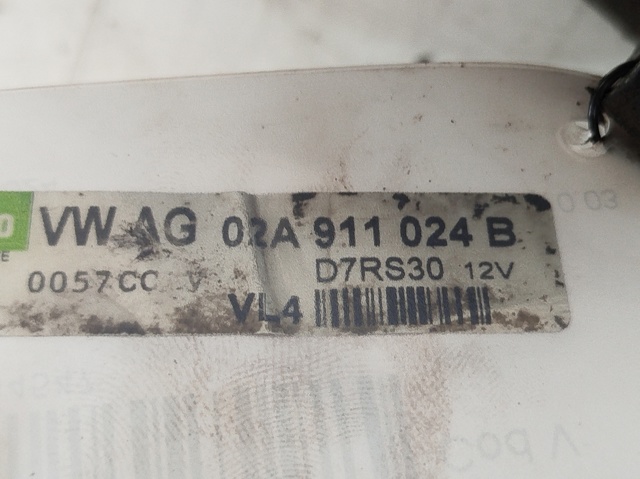 VW AG 02A 911 024 B
0057CC V D7RS30 12V
VL4